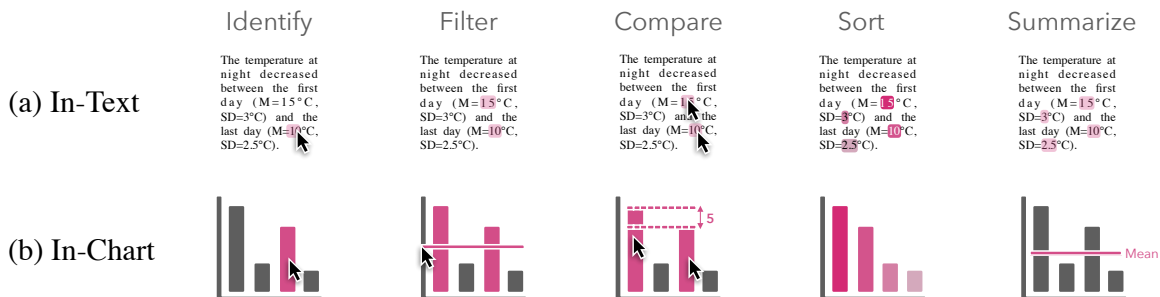 Identify
Filter
Compare
Sort
Summarize
(a) In-Text
The temperature at
night decreased
between the first
day (M=15°C,
SD=3°C) and the
last day (M=10°C,
SD=2.5°C).
The temperature at
night decreased
between the first
day (M=15°C,
SD=3°C) and the
last day (M=10°C,
SD=2.5°C).
The temperature at
night decreased
between the first
day (M=15°C,
SD=3°C) and the
last day (M=10°C,
SD=2.5°C).
The temperature at
night decreased
between the first
day (M=15°C,
SD=3°C) and the
last day (M=10°C,
SD=2.5°C).
The temperature at
night decreased
between the first
day (M=15°C,
SD=3°C) and the
last day (M=10°C,
SD=2.5°C).
(b) In-Chart
5
Mean